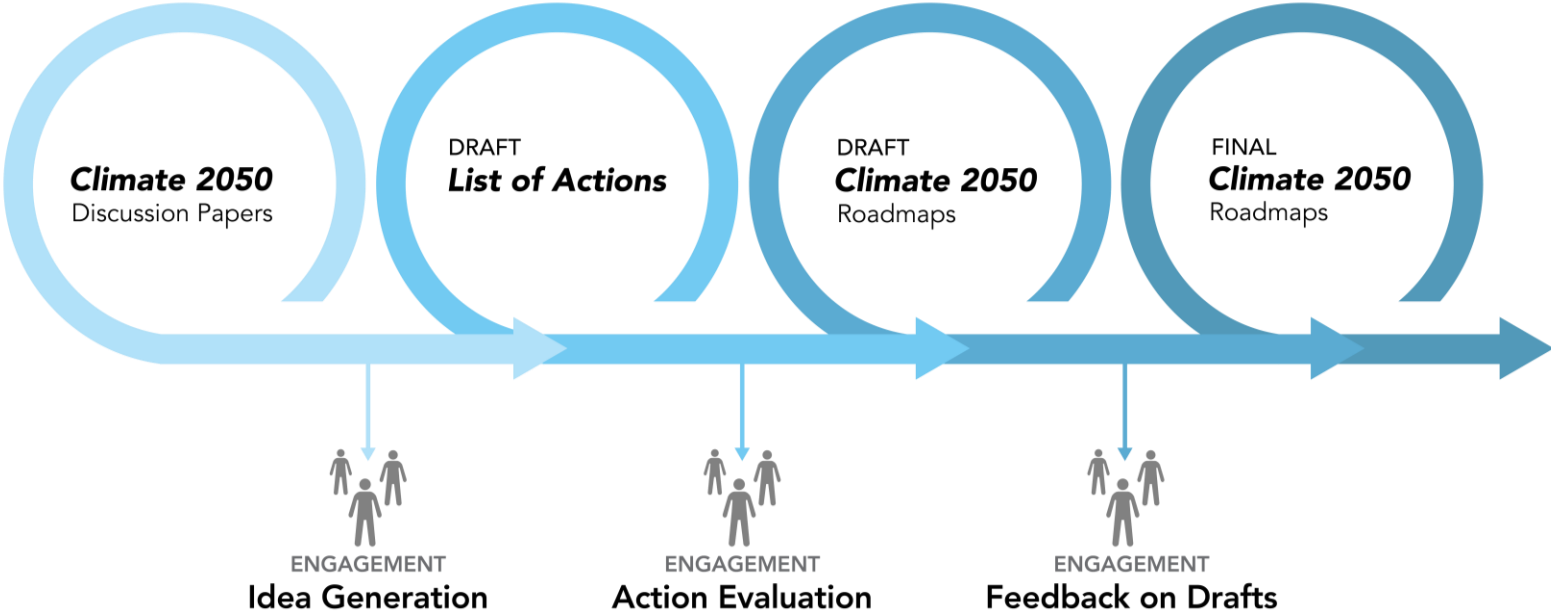 Climate 2050
Discussion Papers
DRAFT
List of Actions
DRAFT
Climate 2050
Roadmaps
FINAL
Climate 2050
Roadmaps
ENGAGEMENT
Idea Generation
ENGAGEMENT
Action Evaluation
ENGAGEMENT
Feedback on Drafts